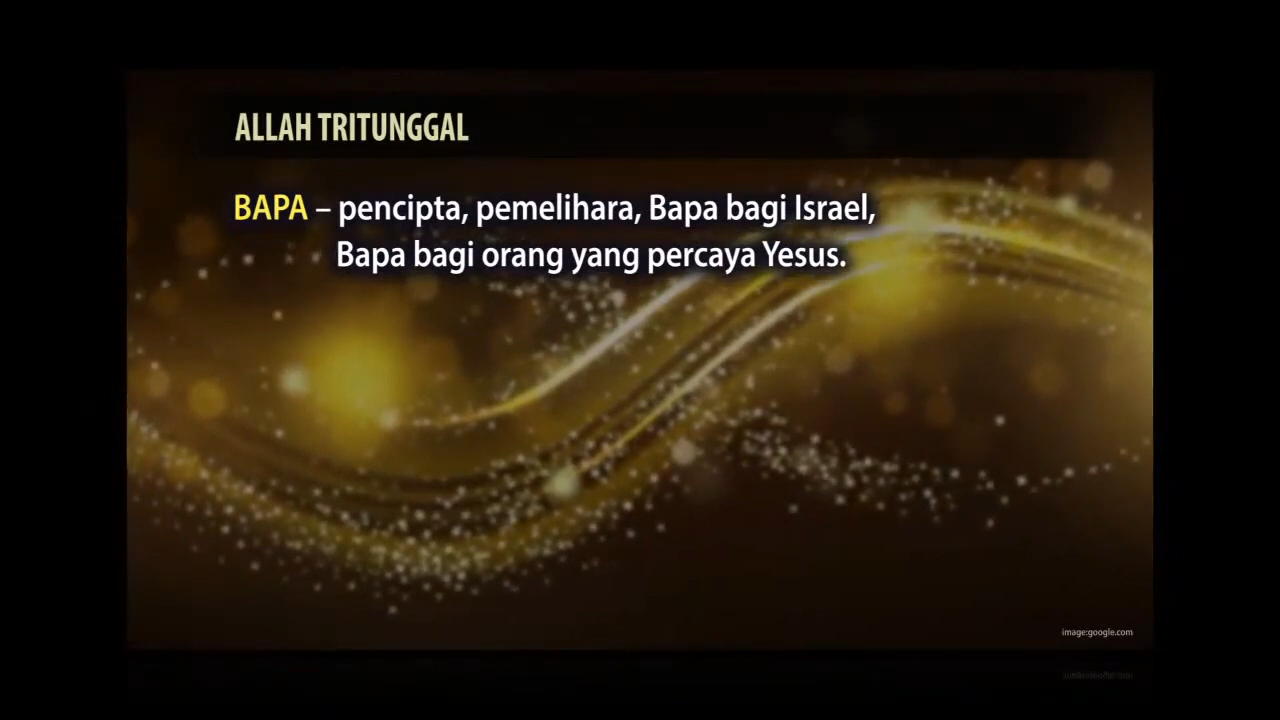 ALLAH TRITUNGGAL
BAPA – pencipta, pemelihara, Bapa bagi Israel,
Bapa bagi orang yang percaya Yesus.
image:google.com